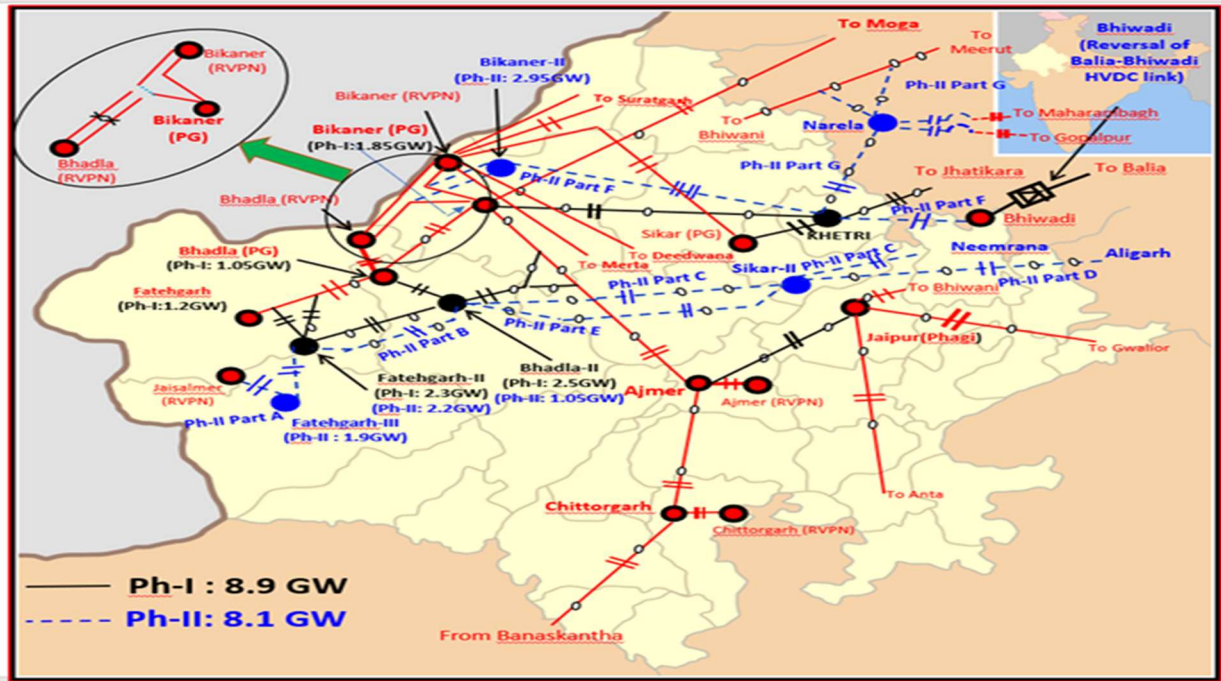 To Moga
To
Meerut
Bhiwadi
(Reversal of
Balia-Bhiwadi
HVDC link)
Bikaner
(RVPN)
Bikaner-II
(Ph-II: 2.95GW)
Ph-II Part G
Bikaner (RVPN)
To Suratgarh
To Maharanibagh
Bikaner
(PG)
Bikaner (PG)
(Ph-I:1.85GW)
To
Bhiwani
Narela
To Gopalpur
Bhadla
(RVPN)
Ph-II Part G
To Jhatikara
To Balia
Ph-II Part F
Bhadla (RVPN)
Ph-II Part F
Bhiwadi
Sikar (PG)
KHETRI
Bhadla (PG)
(Ph-I: 1.05GW)
To Deedwana
To Merta
Sikar-II
Ph-II Part C
Neemrana
Aligarh
Ph-II Part C
Ph-II Part D
Fatehgarh
(Ph-I:1.2GW)
To Bhiwani
Ph-II Part E
Ph-II Part B
Jaipur(Phagi)
To Gwalior
Bhadla-II
(Ph-I: 2.5GW)
(Ph-II: 1.05GW)
Fatehgarh-II
(Ph-I: 2.3GW)
(Ph-II: 2.2GW)
Jaisalmer
(RVPN)
Ajmer
Ajmer (RVPN)
Ph-II Part A
Fatehgarh-III
(Ph-II : 1.9GW)
To Anta
Chittorgarh
Chittorgarh (RVPN)
Ph-I : 8.9 GW
Ph-II: 8.1 GW
From Banaskantha